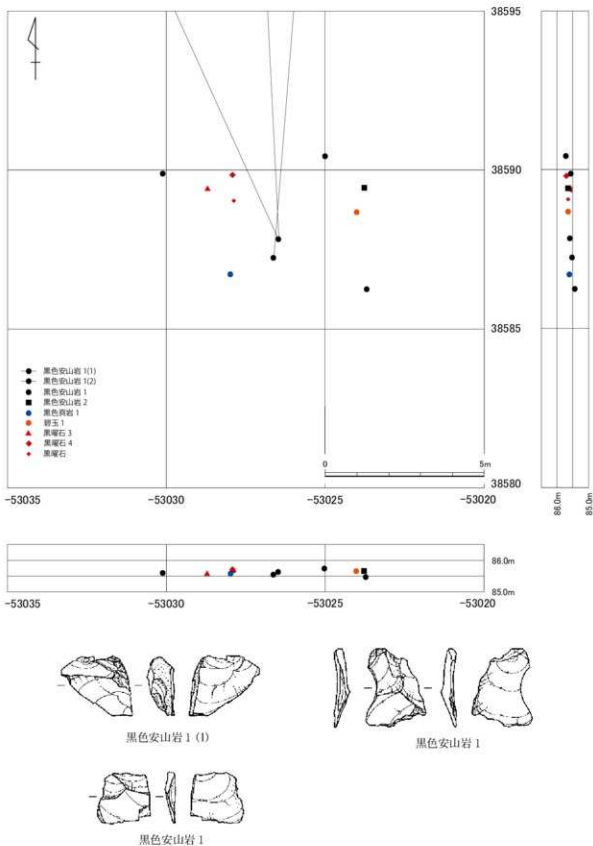 38595
38590
38585
38580
黒色安山岩 1(1)
黒色安山岩 1(2)
黒色安山岩 1
黒色安山岩 2
黒色頁岩 1
碧玉 1
黒曜石 3
黒曜石 4
黒曜石
0
5m
-53035
-53030
-53025
-53020
86.0m
85.0m
86.0m
85.0m
-53035
-53030
-53025
-53020
黒色安山岩 1 (1)
黒色安山岩 1
黒色安山岩 1